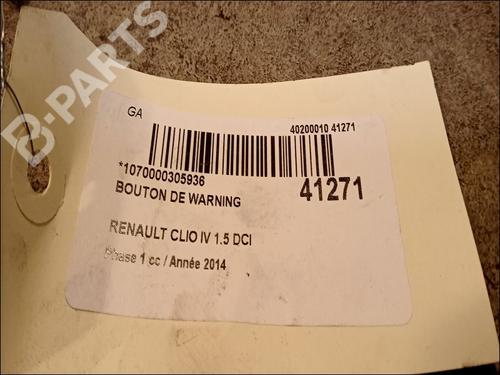 B-PARTS
GA
40200010 41271
*1070000305936
41271
BOUTON DE WARNING
RENAULT CLIO IV 1.5 DCI
Phase 1 cc / Année 2014